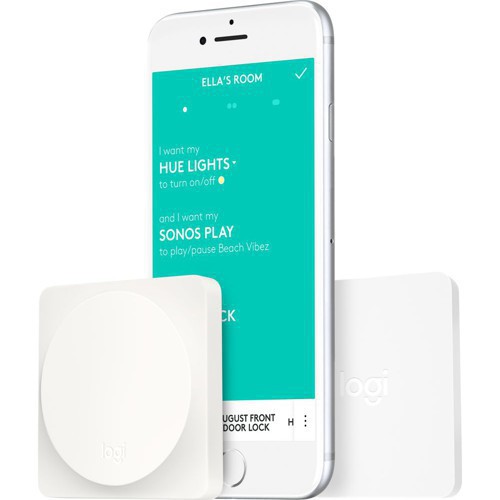 ELLA'S ROOM
I want my
HUE LIGHTS
to turn on/off
and I want my
SONOS PLAY
to play/pause Beach Vibez
CK
UGUST FRONT
DOOR LOCK
H
logi
logi